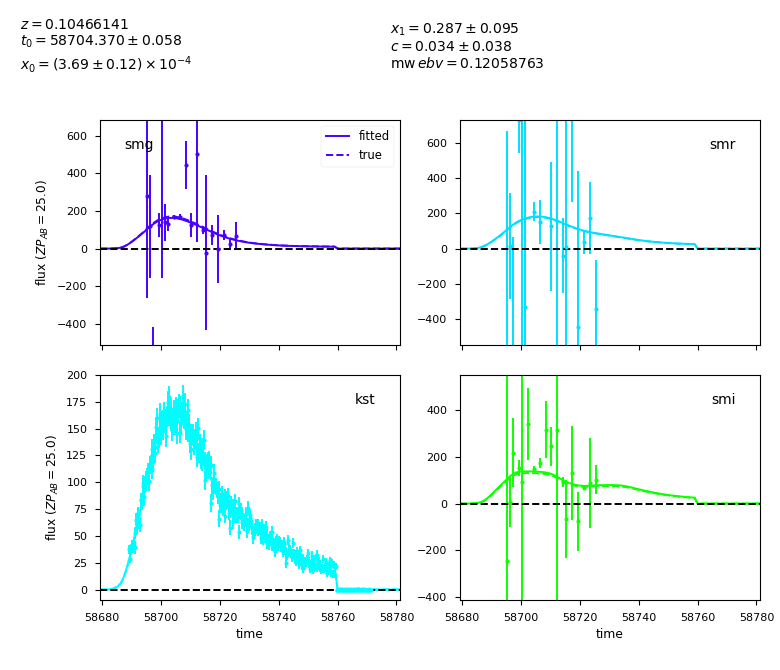 z = 0.10466141
t0 = 58704.370 ± 0.058
x0 = (3.69 ± 0.12) × 10^−4
x1 = 0.287 ± 0.095
c = 0.034 ± 0.038
mw ebv = 0.12058763
600
400
200
0
−200
−400
flux (ZP_AB = 25.0)
smg
fitted
true
600
400
200
0
−200
−400
smr
200
175
150
125
100
75
50
25
0
flux (ZP_AB = 25.0)
kst
58680 58700 58720 58740 58760 58780
time
400
200
0
−200
−400
smi
58680 58700 58720 58740 58760 58780
time